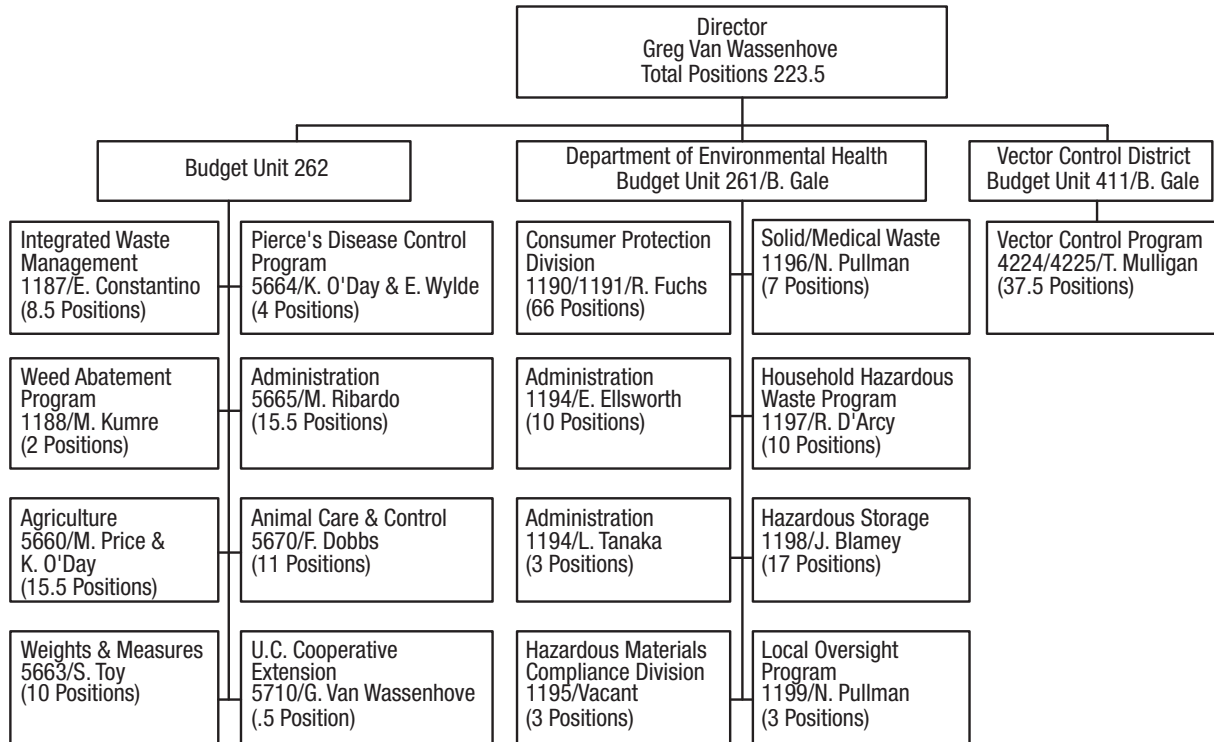 Director
Greg Van Wassenhove
Total Positions 223.5
Budget Unit 262
Department of Environmental Health
Budget Unit 261/B. Gale
Vector Control District
Budget Unit 411/B. Gale
Integrated Waste
Management
1187/E. Constantino
(8.5 Positions)
Pierce's Disease Control
Program
5664/K. O'Day & E. Wylde
(4 Positions)
Consumer Protection
Division
1190/1191/R. Fuchs
(66 Positions)
Solid/Medical Waste
1196/N. Pullman
(7 Positions)
Vector Control Program
4224/4225/T. Mulligan
(37.5 Positions)
Weed Abatement
Program
1188/M. Kumre
(2 Positions)
Administration
5665/M. Ribardo
(15.5 Positions)
Administration
1194/E. Ellsworth
(10 Positions)
Household Hazardous
Waste Program
1197/R. D'Arcy
(10 Positions)
Agriculture
5660/M. Price &
K. O'Day
(15.5 Positions)
Animal Care & Control
5670/F. Dobbs
(11 Positions)
Administration
1194/L. Tanaka
(3 Positions)
Hazardous Storage
1198/J. Blamey
(17 Positions)
Weights & Measures
5663/S. Toy
(10 Positions)
U.C. Cooperative
Extension
5710/G. Van Wassenhove
(.5 Position)
Hazardous Materials
Compliance Division
1195/Vacant
(3 Positions)
Local Oversight
Program
1199/N. Pullman
(3 Positions)